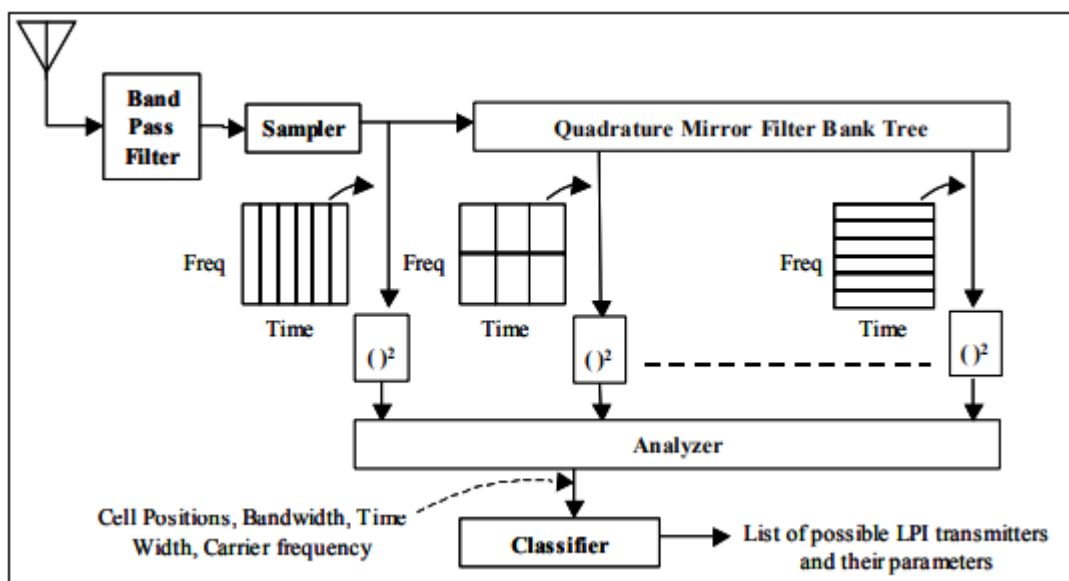 Band
Pass
Filter
Sampler
Quadrature Mirror Filter Bank Tree
Freq
Time
Freq
Time
Freq
Time
( )²
( )²
( )²
Analyzer
Cell Positions, Bandwidth, Time
Width, Carrier frequency
Classifier
List of possible LPI transmitters
and their parameters